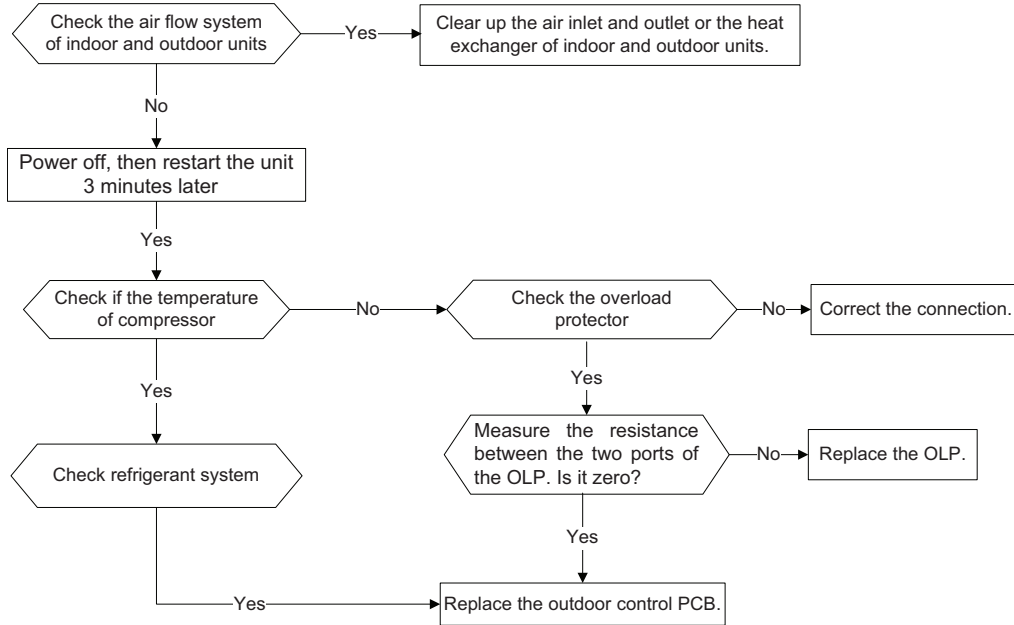 Check the air flow system
of indoor and outdoor units
Yes
Clear up the air inlet and outlet or the heat
exchanger of indoor and outdoor units.
No
Power off, then restart the unit
3 minutes later
Yes
Check if the temperature
of compressor
No
Check the overload
protector
No
Correct the connection.
Yes
Yes
Measure the resistance
between the two ports of
the OLP. Is it zero?
No
Replace the OLP.
Check refrigerant system
Yes
Yes
Replace the outdoor control PCB.